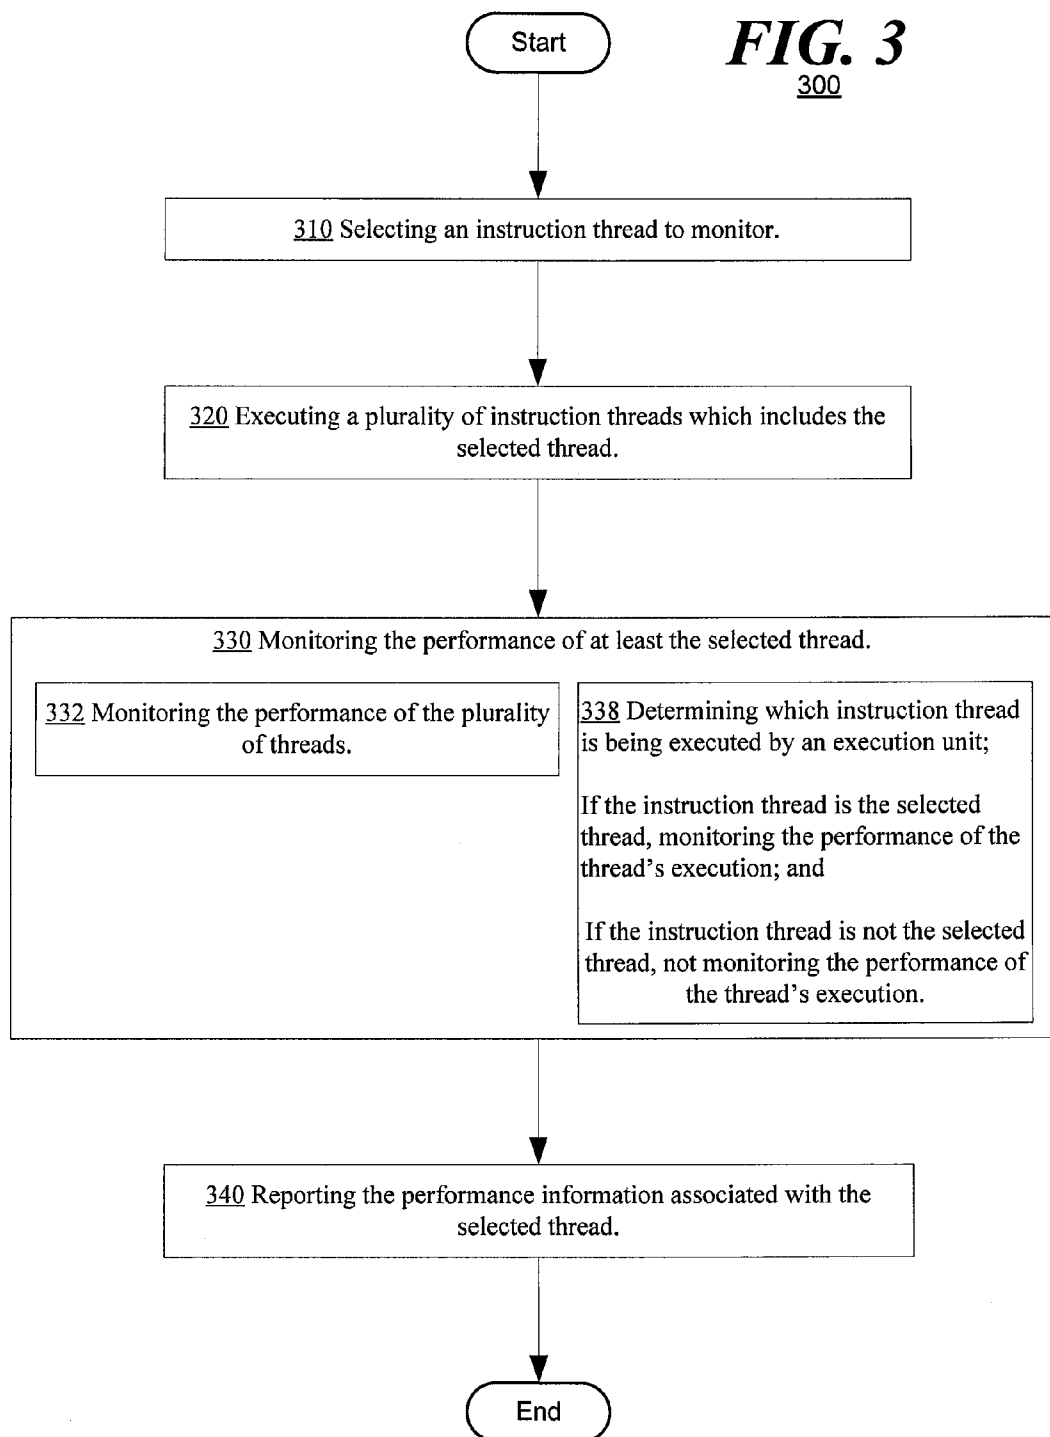 Start
FIG. 3
300
310 Selecting an instruction thread to monitor.
320 Executing a plurality of instruction threads which includes the
selected thread.
330 Monitoring the performance of at least the selected thread.
332 Monitoring the performance of the plurality
of threads.
338 Determining which instruction thread
is being executed by an execution unit;
If the instruction thread is the selected
thread, monitoring the performance of the
thread's execution; and
If the instruction thread is not the selected
thread, not monitoring the performance of
the thread's execution.
340 Reporting the performance information associated with the
selected thread.
End